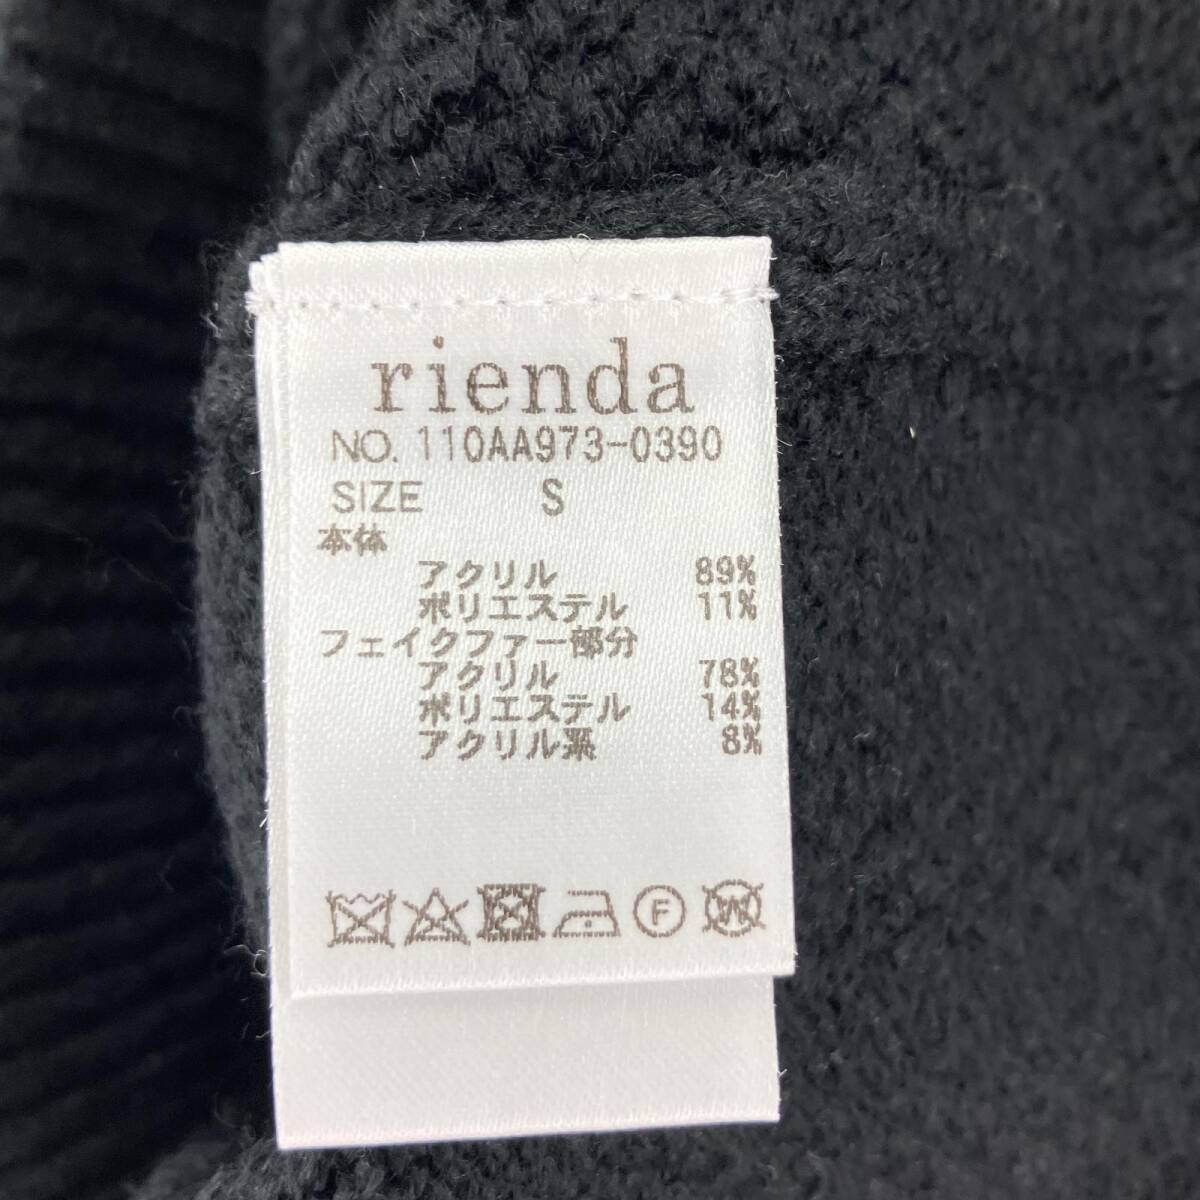 rienda
NO. 110AA973-0390
SIZE S
本体
アクリル 89%
ポリエステル 11%
フェイクファー部分
アクリル 78%
ポリエステル 14%
アクリル系 8%
F W